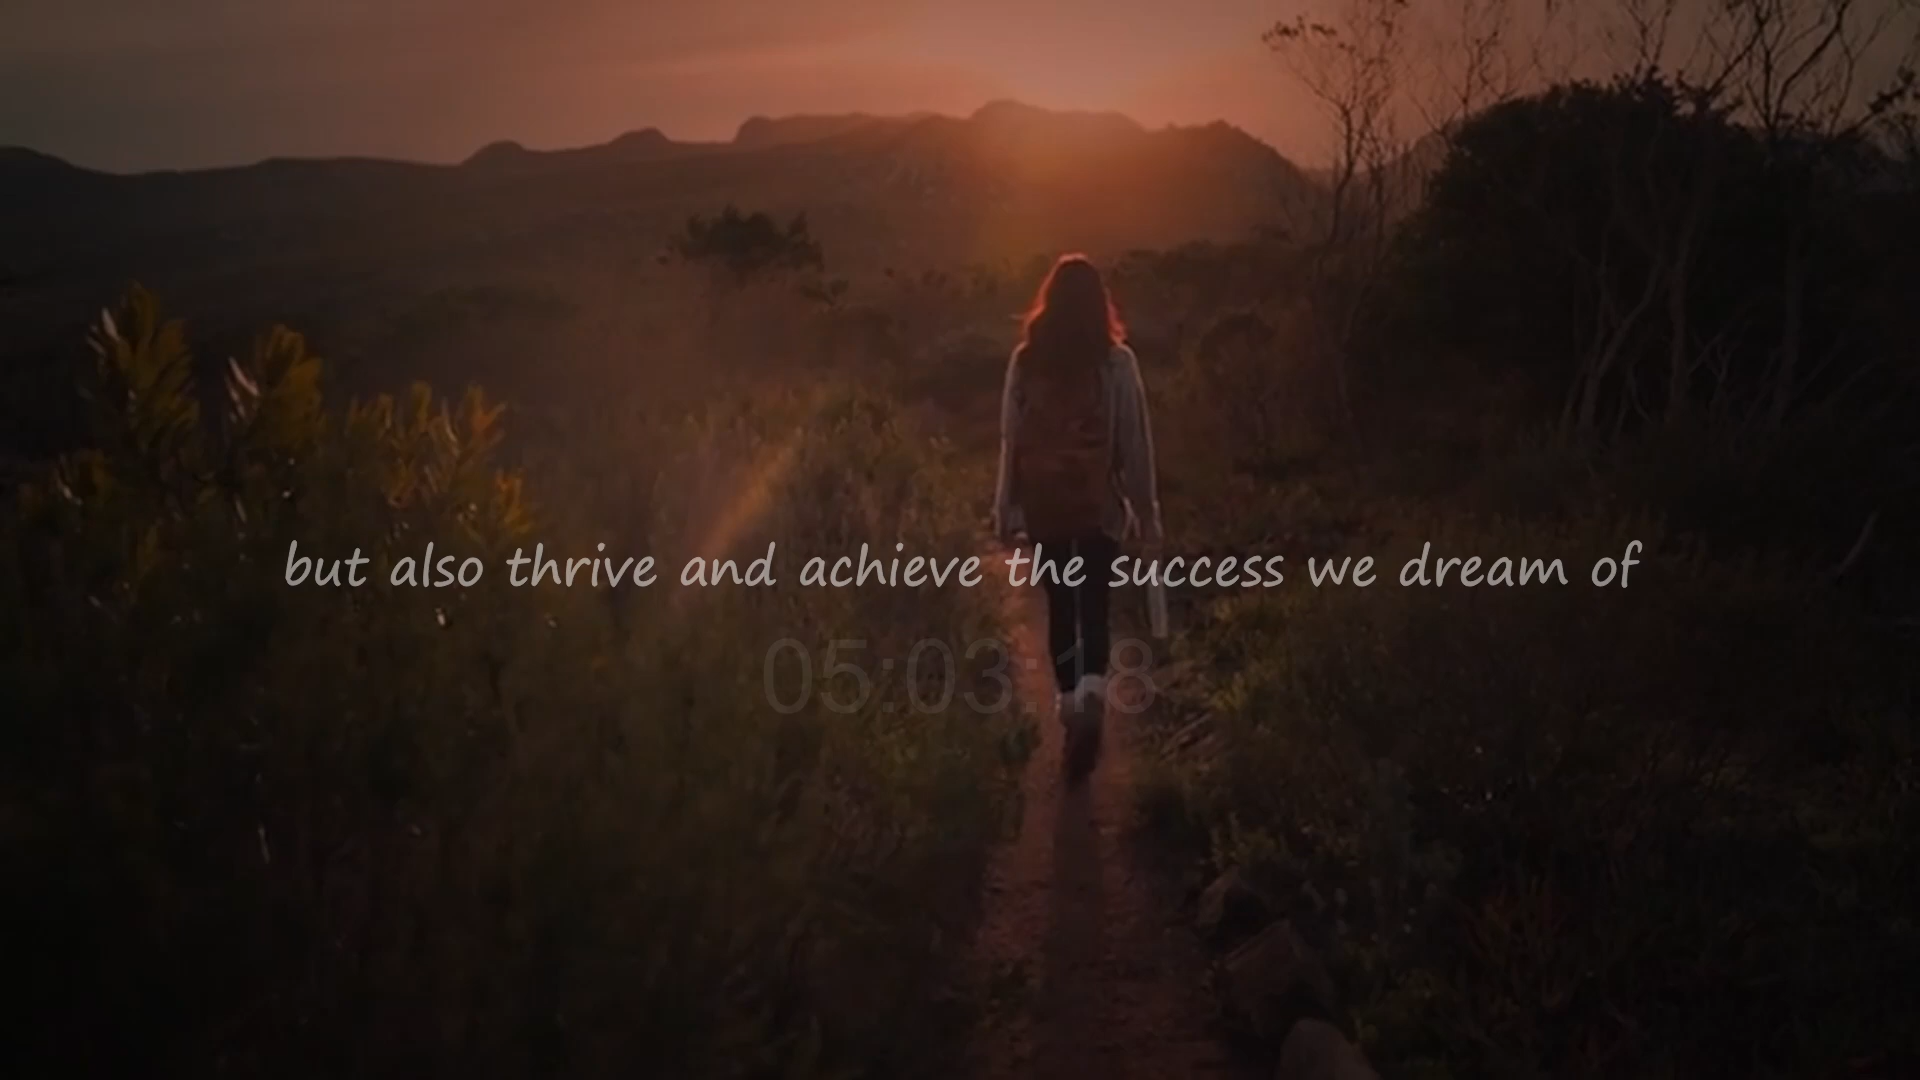 but also thrive and achieve the success we dream of
05:03:18